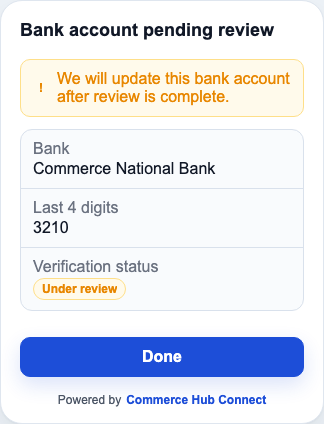 Bank account pending review
!
We will update this bank account
after review is complete.
Bank
Commerce National Bank
Last 4 digits
3210
Verification status
Under review
Done
Powered by Commerce Hub Connect